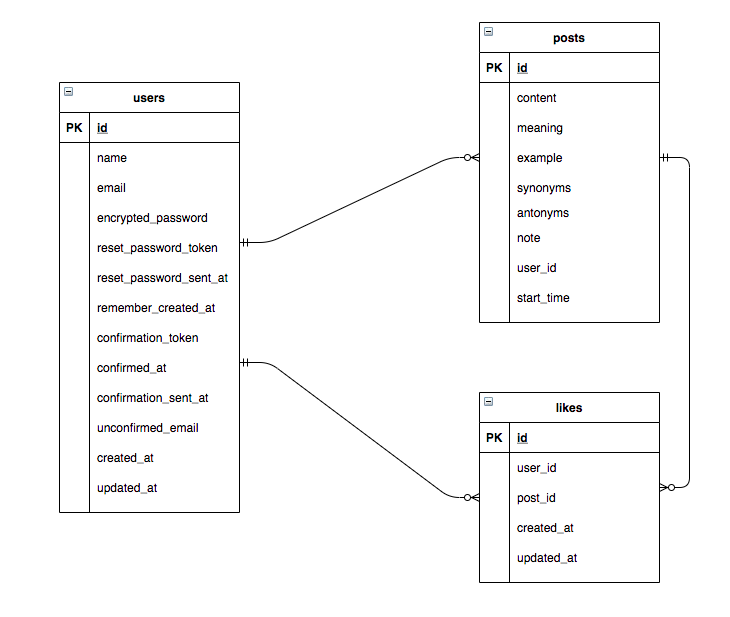 users
PK id
name
email
encrypted_password
reset_password_token
reset_password_sent_at
remember_created_at
confirmation_token
confirmed_at
confirmation_sent_at
unconfirmed_email
created_at
updated_at
posts
PK id
content
meaning
example
synonyms
antonyms
note
user_id
start_time
likes
PK id
user_id
post_id
created_at
updated_at